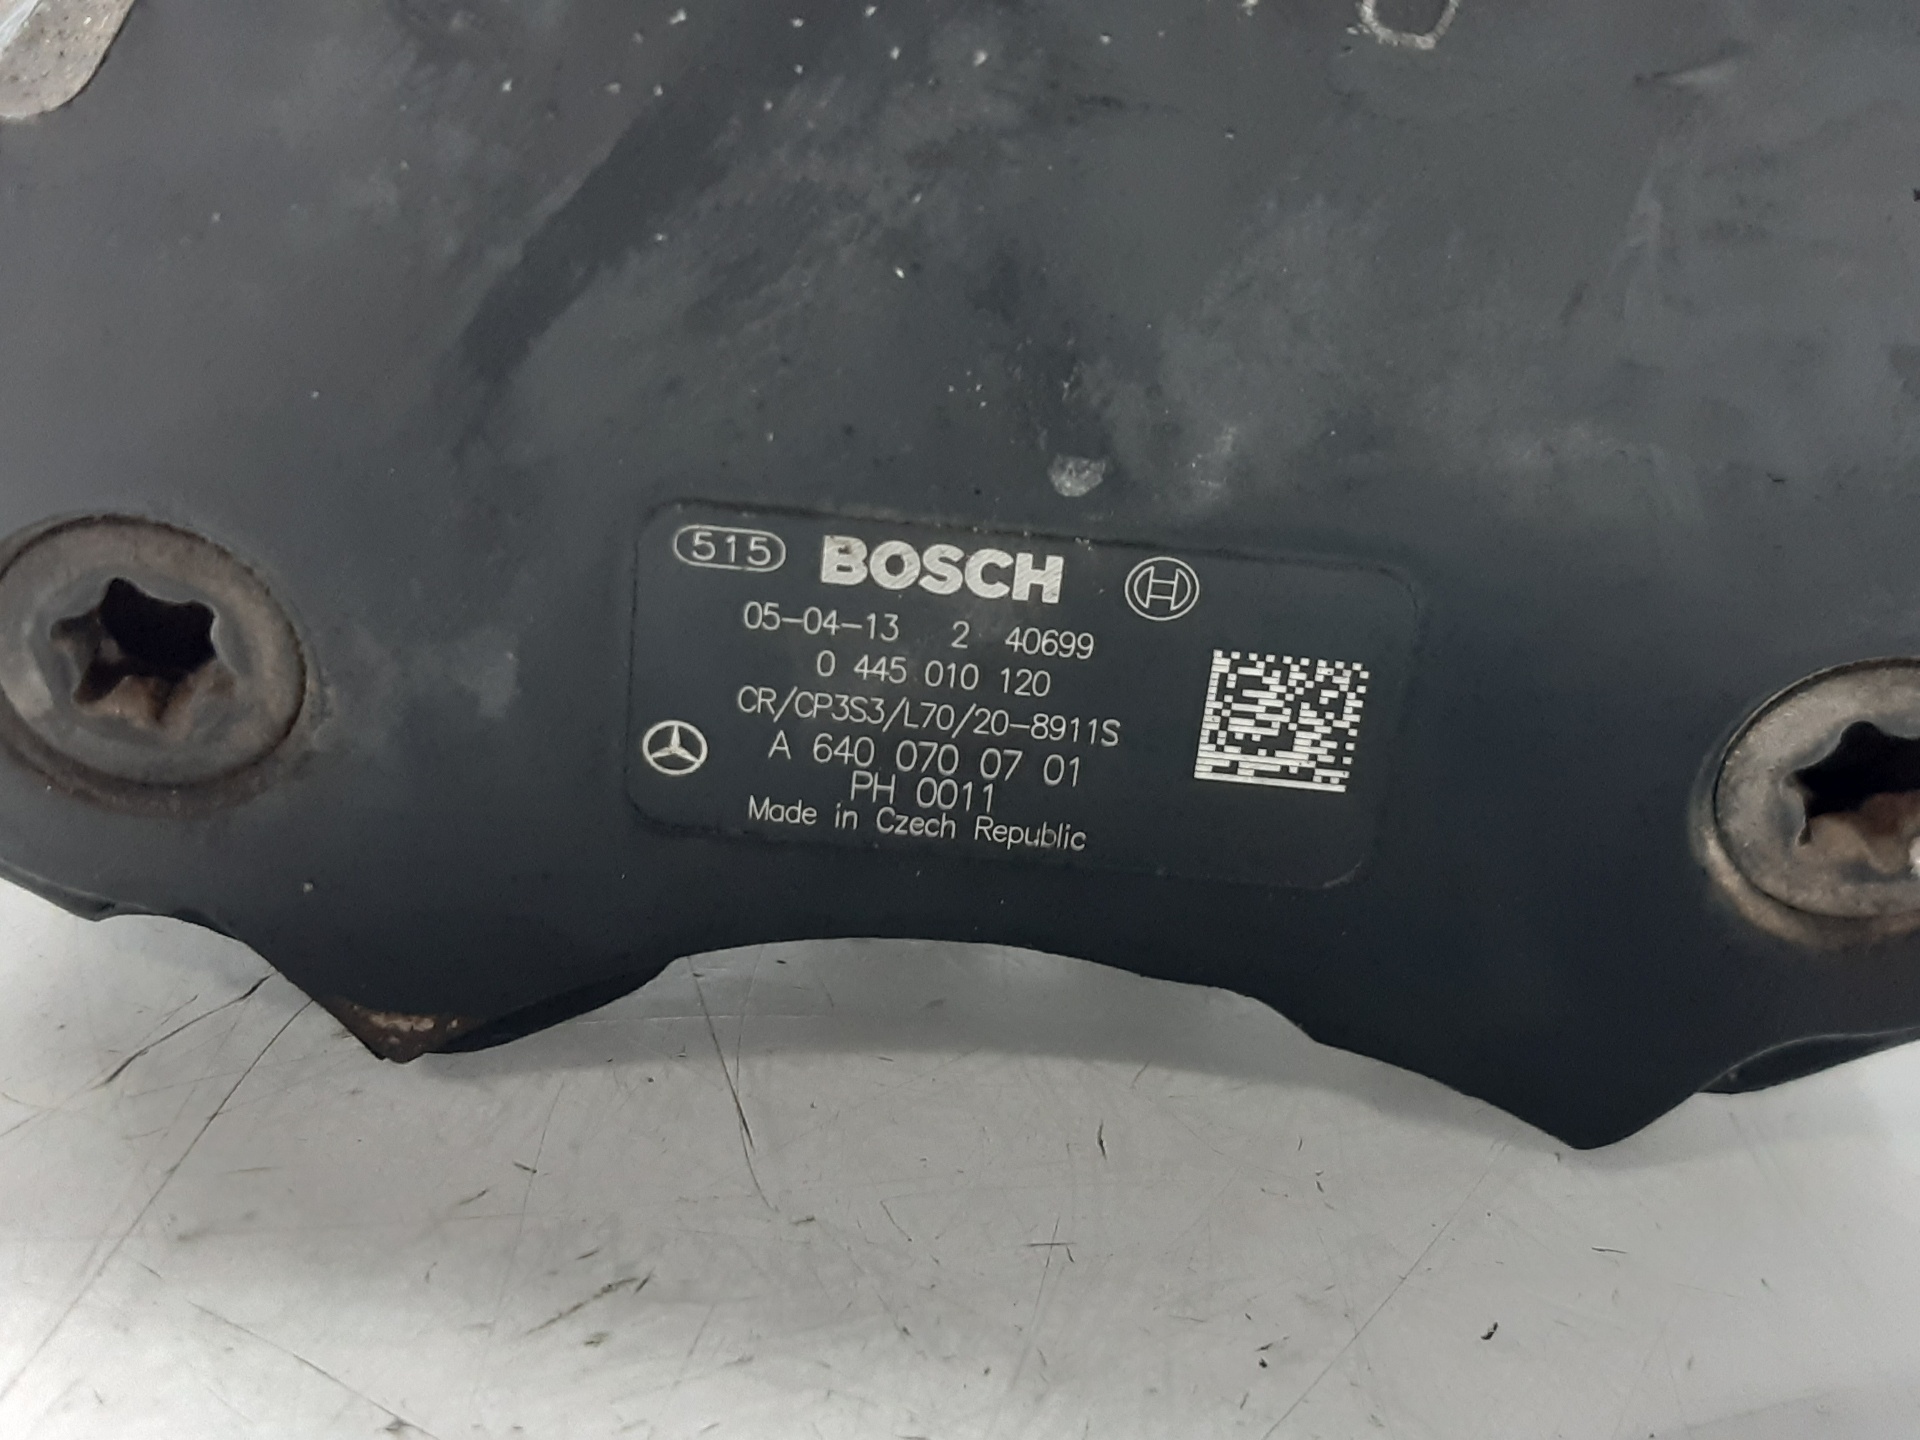 515 BOSCH
05-04-13 2 40699
0 445 010 120
CR/CP3S3/L70/20-8911S
A 640 070 07 01
PH 0011
Made in Czech Republic